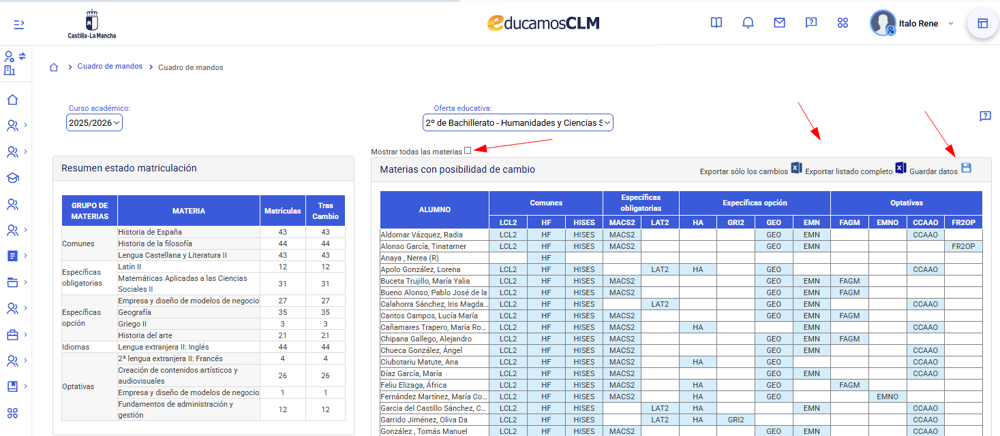 Castilla-La Mancha
educamosCLM
Italo Rene
Cuadro de mandos
Cuadro de mandos
Curso académico:
2025/2026
Oferta educativa:
2º de Bachillerato - Humanidades y Ciencias S
Mostrar todas las materias
Resumen estado matriculación
GRUPO DE MATERIAS MATERIA Matrículas Tras Cambio
Comunes
Historia de España 43 43
Historia de la filosofía 44 44
Lengua Castellana y Literatura II 43 43
Específicas obligatorias
Latín II 12 12
Matemáticas Aplicadas a las Ciencias Sociales II 31 31
Específicas opción
Empresa y diseño de modelos de negocio 27 27
Geografía 35 35
Griego II 3 3
Historia del arte 21 21
Idiomas Lengua extranjera II: Inglés 44 44
Optativas
2ª lengua extranjera II: Francés 4 4
Creación de contenidos artísticos y audiovisuales 26 26
Empresa y diseño de modelos de negocio 1 1
Fundamentos de administración y gestión 12 12
Materias con posibilidad de cambio
Exportar sólo los cambios Exportar listado completo Guardar datos
ALUMNO Comunes Específicas obligatorias Específicas opción Optativas
LCL2 HF HISES MACS2 LAT2 HA GRI2 GEO EMN FAGM EMNO CCAAO FR2OP
Aldomar Vázquez, Radia LCL2 HF HISES MACS2 GEO EMN CCAAO
Alonso García, Tinatarner LCL2 HF HISES MACS2 GEO EMN FR2OP
Anaya , Nerea (R) HF
Apolo González, Lorena LCL2 HF HISES LAT2 HA GEO CCAAO
Buceta Trujillo, María Yalia LCL2 HF HISES MACS2 GEO EMN FAGM
Bueno Alonso, Pablo José de la LCL2 HF HISES MACS2 GEO EMN FAGM
Calahorra Sánchez, Iris Magda... LCL2 HF HISES LAT2 GEO EMN CCAAO
Cantos Campos, Lucía María LCL2 HF HISES MACS2 GEO EMN FAGM
Cañamares Trapero, María Ro... LCL2 HF HISES MACS2 HA EMN CCAAO
Chipana Gallego, Alejandro LCL2 HF HISES MACS2 GEO EMN FAGM
Chueca González, Ángel LCL2 HF HISES MACS2 GEO EMN CCAAO
Ciubotariu Matute, Ana LCL2 HF HISES MACS2 HA GEO CCAAO
Díaz García, María LCL2 HF HISES MACS2 GEO EMN CCAAO
Feliu Elizaga, África LCL2 HF HISES MACS2 HA GEO FAGM
Fernández Martínez, María Co... LCL2 HF HISES MACS2 HA GEO EMNO
García del Castillo Sánchez, C... LCL2 HF HISES LAT2 HA EMN CCAAO
Garrido Jiménez, Oliva Da LCL2 HF HISES LAT2 HA GRI2 CCAAO
González , Tomás Manuel LCL2 HF HISES MACS2 GEO EMN CCAAO